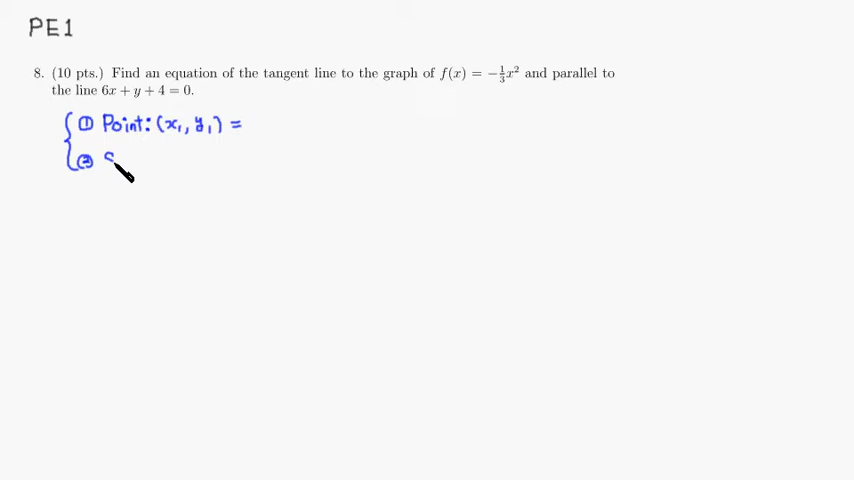 PE1
8. (10 pts.) Find an equation of the tangent line to the graph of f(x) = −1/3x² and parallel to
the line 6x + y + 4 = 0.
① Point: (x₁, y₁) =
② S